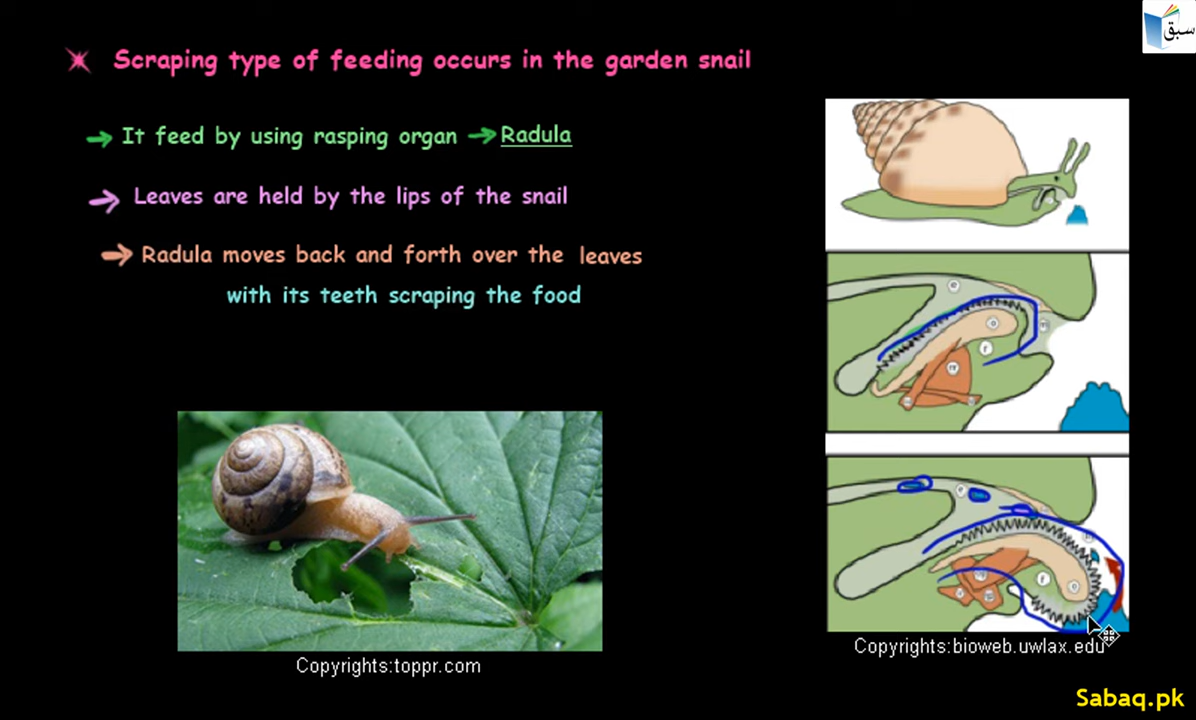 Scraping type of feeding occurs in the garden snail
It feed by using rasping organ → Radula
Leaves are held by the lips of the snail
Radula moves back and forth over the leaves
with its teeth scraping the food
Copyrights:toppr.com
Copyrights:bioweb.uwlax.edu
سبق
Sabaq.pk